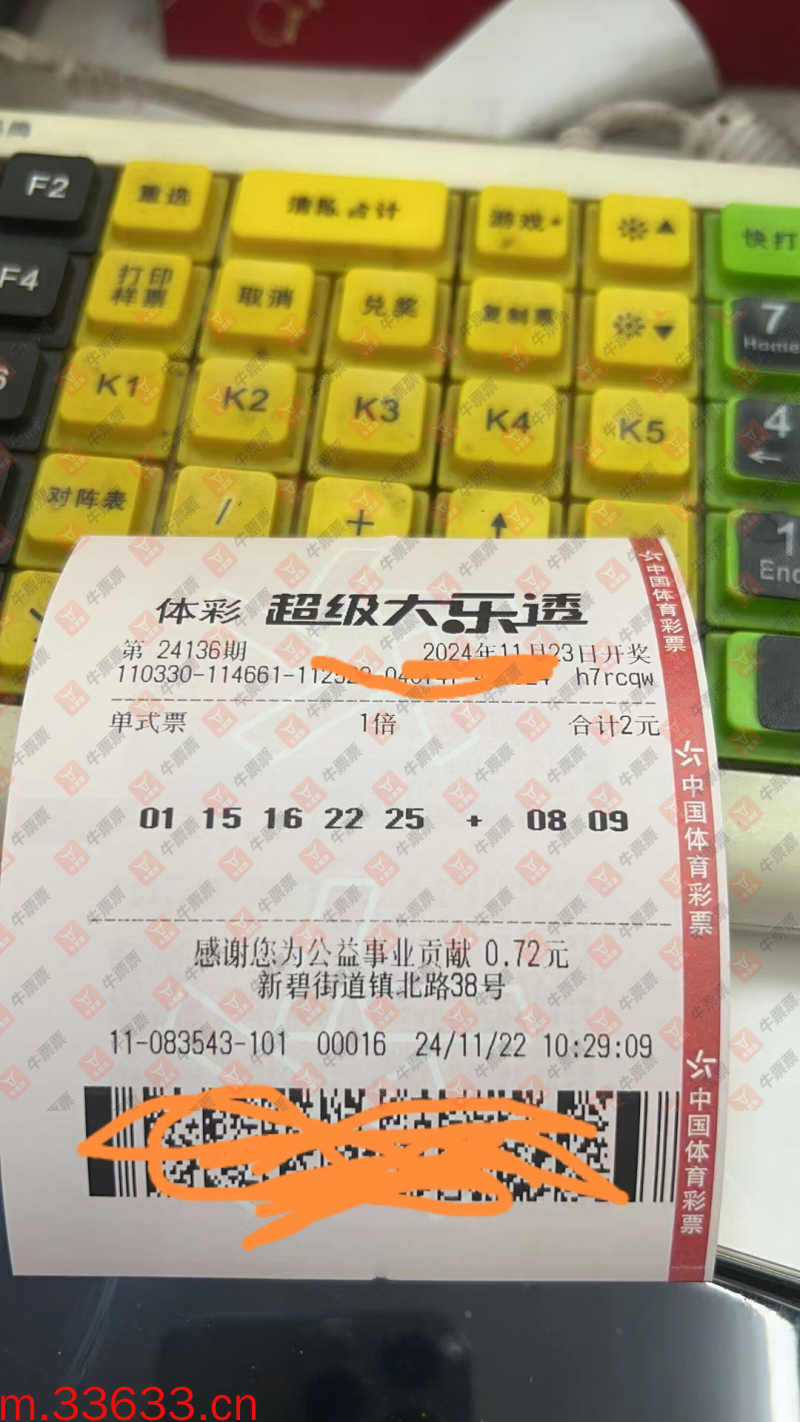 F2
重选
清除 合计
游戏
快打
F4
打印
样票
取消
兑奖
复制票
7
Home
K1
K2
K3
K4
K5
4
←
对阵表
/
+
↑
1
End
体彩 超级大乐透
第 24136期 2024年11月23日开奖
110330-114661- h7rcqw
单式票 1倍 合计2元
01 15 16 22 25 + 08 09
感谢您为公益事业贡献 0.72元
新碧街道镇北路38号
11-083543-101 00016 24/11/22 10:29:09
中国体育彩票
中国体育彩票
中国体育彩票
牛票票
m.33633.cn